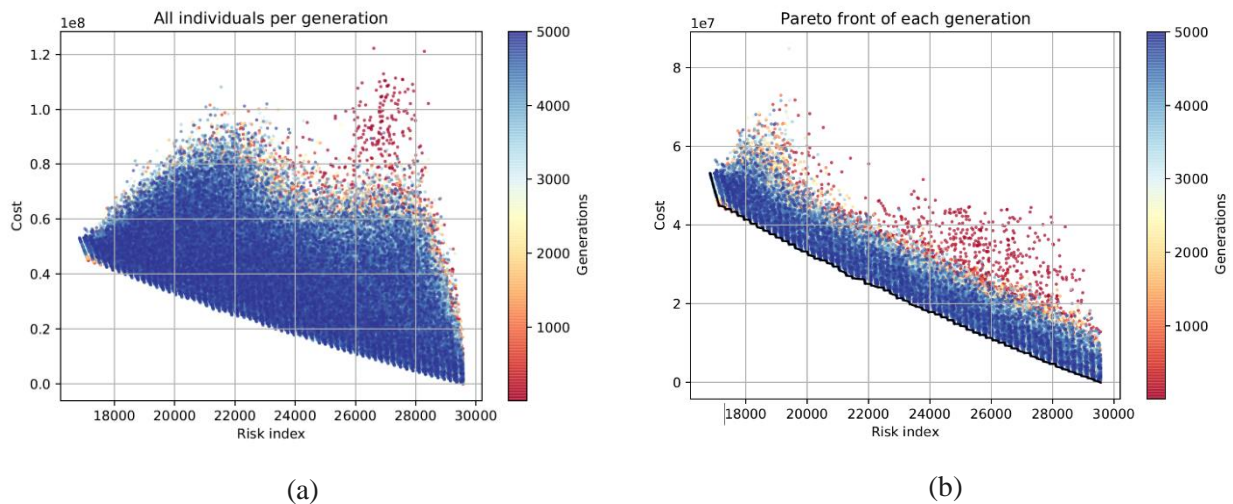 All individuals per generation
1e8
1.2
1.0
0.8
0.6
0.4
0.2
0.0
Cost
18000 20000 22000 24000 26000 28000 30000
Risk index
5000
4000
3000
2000
1000
Generations
(a)
Pareto front of each generation
1e7
8
6
4
2
0
Cost
18000 20000 22000 24000 26000 28000 30000
Risk index
5000
4000
3000
2000
1000
Generations
(b)